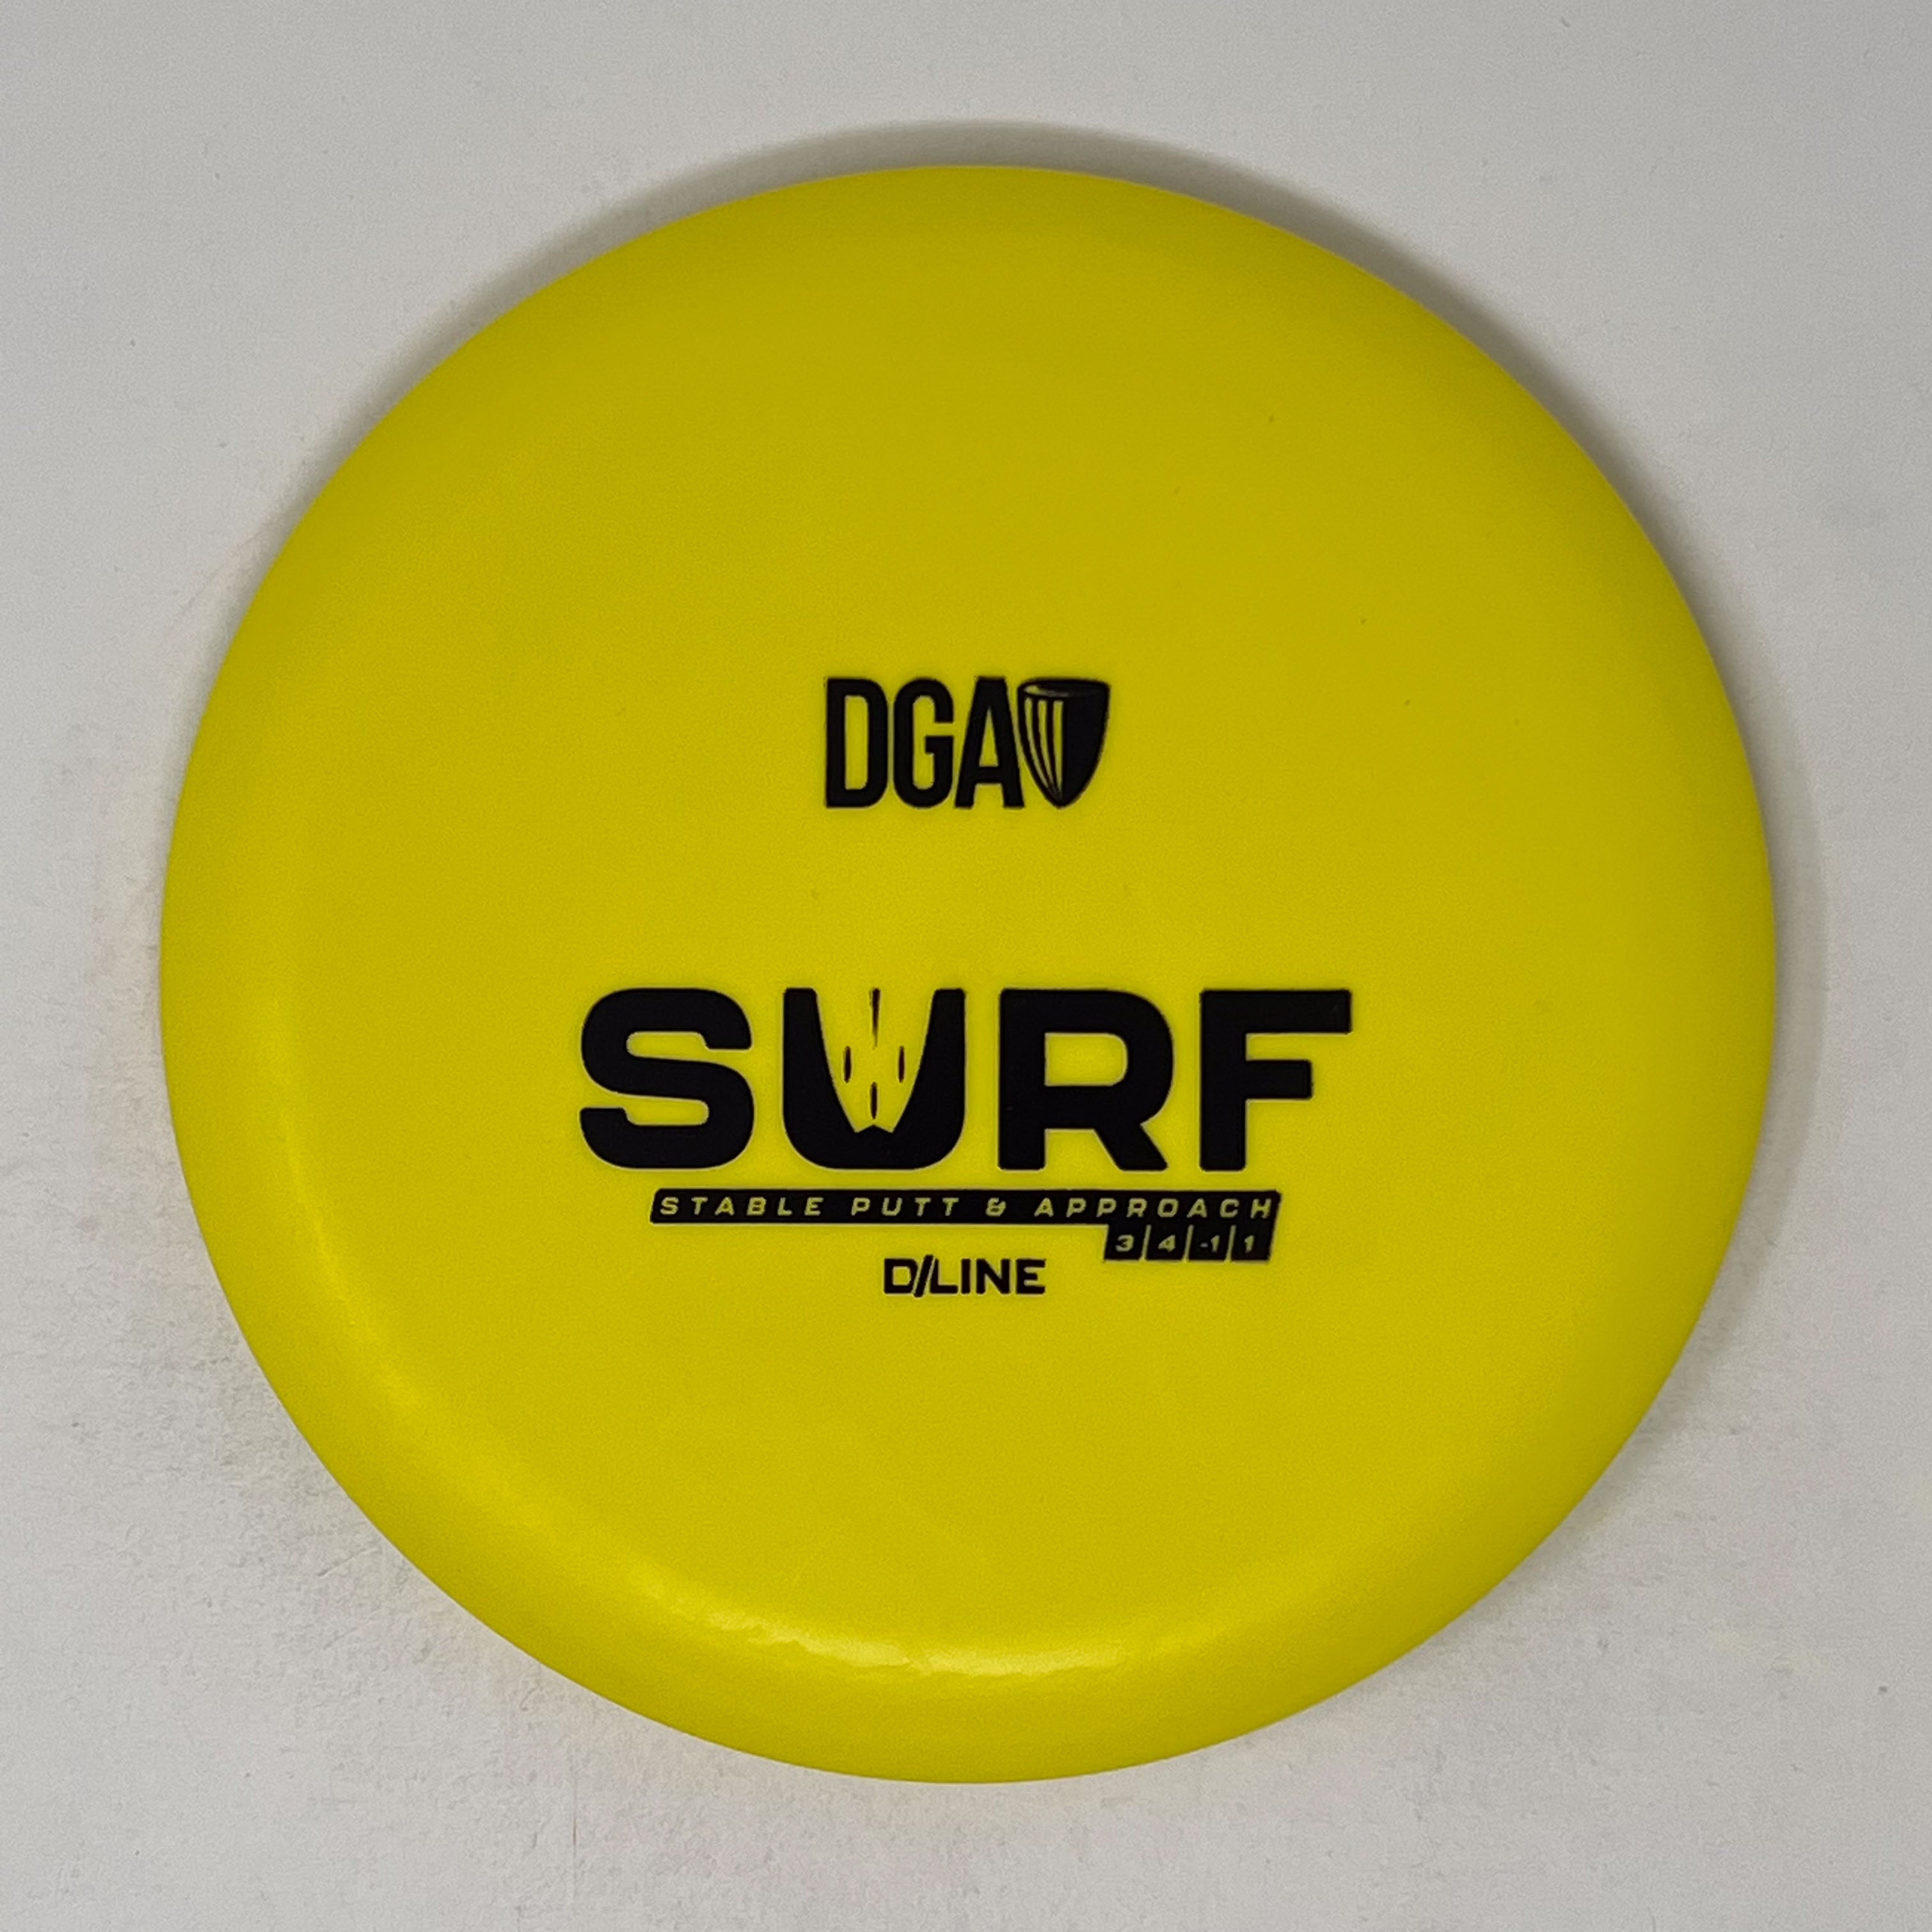 DGA
SURF
STABLE PUTT & APPROACH
3 4 -1 1
D/LINE